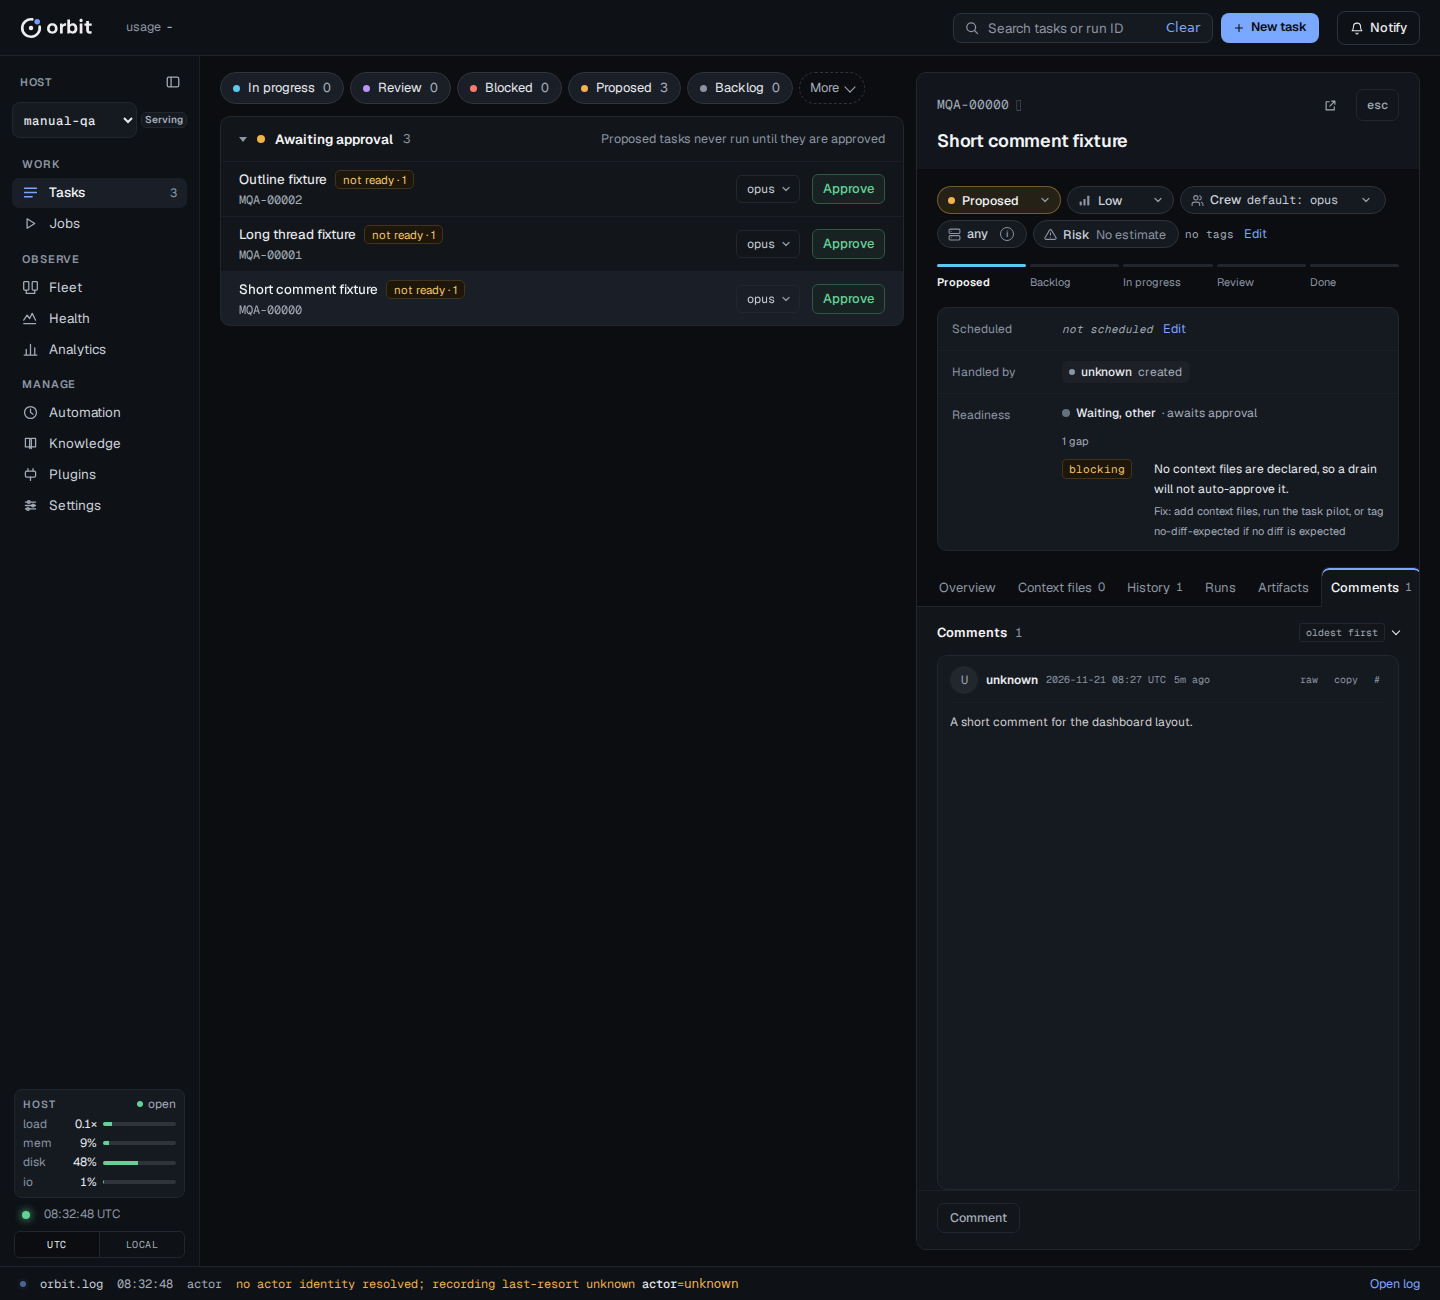 orbit
usage -
Search tasks or run ID
Clear
+ New task
Notify
HOST
manual-qa
Serving
WORK
Tasks 3
Jobs
OBSERVE
Fleet
Health
Analytics
MANAGE
Automation
Knowledge
Plugins
Settings
HOST open
load 0.1×
mem 9%
disk 48%
io 1%
08:32:48 UTC
UTC LOCAL
In progress 0
Review 0
Blocked 0
Proposed 3
Backlog 0
More
Awaiting approval 3
Proposed tasks never run until they are approved
Outline fixture not ready · 1
MQA-00002
opus
Approve
Long thread fixture not ready · 1
MQA-00001
opus
Approve
Short comment fixture not ready · 1
MQA-00000
opus
Approve
MQA-00000
esc
Short comment fixture
Proposed
Low
Crew default: opus
any
Risk No estimate
no tags
Edit
Proposed
Backlog
In progress
Review
Done
Scheduled not scheduled Edit
Handled by unknown created
Readiness Waiting, other · awaits approval
1 gap
blocking
No context files are declared, so a drain
will not auto-approve it.
Fix: add context files, run the task pilot, or tag
no-diff-expected if no diff is expected
Overview
Context files 0
History 1
Runs
Artifacts
Comments 1
Comments 1
oldest first
U unknown 2026-11-21 08:27 UTC 5m ago
raw copy #
A short comment for the dashboard layout.
Comment
orbit.log 08:32:48 actor no actor identity resolved; recording last-resort unknown actor=unknown
Open log